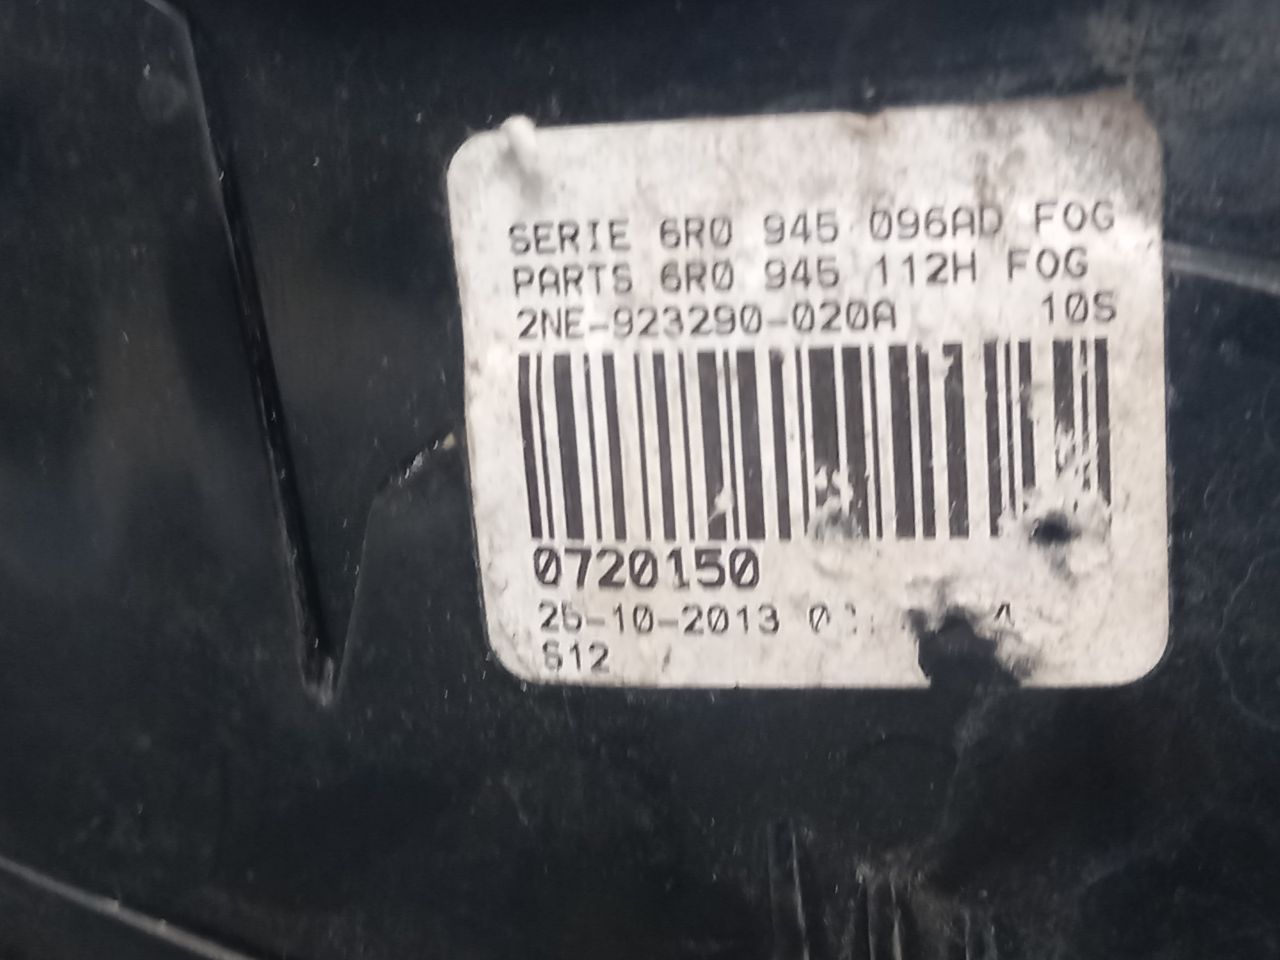 SERIE 6R0 945 096AD FOG
PARTS 6R0 945 112H FOG
2NE-923290-020A 10S
0720150
25-10-2013
S12